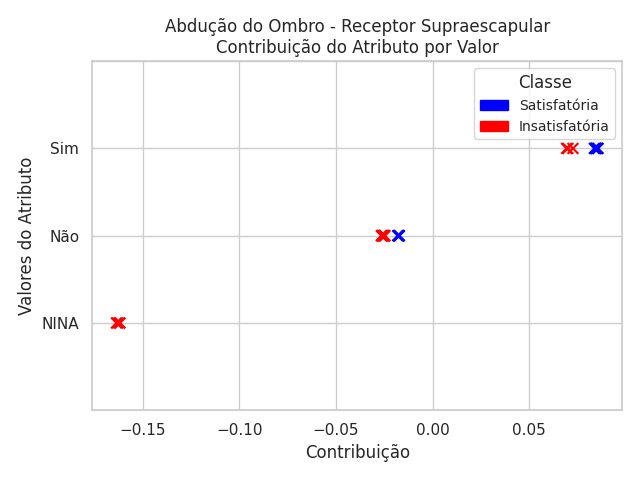 Abdução do Ombro - Receptor Supraescapular
Contribuição do Atributo por Valor
Classe
Satisfatória
Insatisfatória
Valores do Atributo
Sim
Não
NINA
−0.15
−0.10
−0.05
0.00
0.05
Contribuição